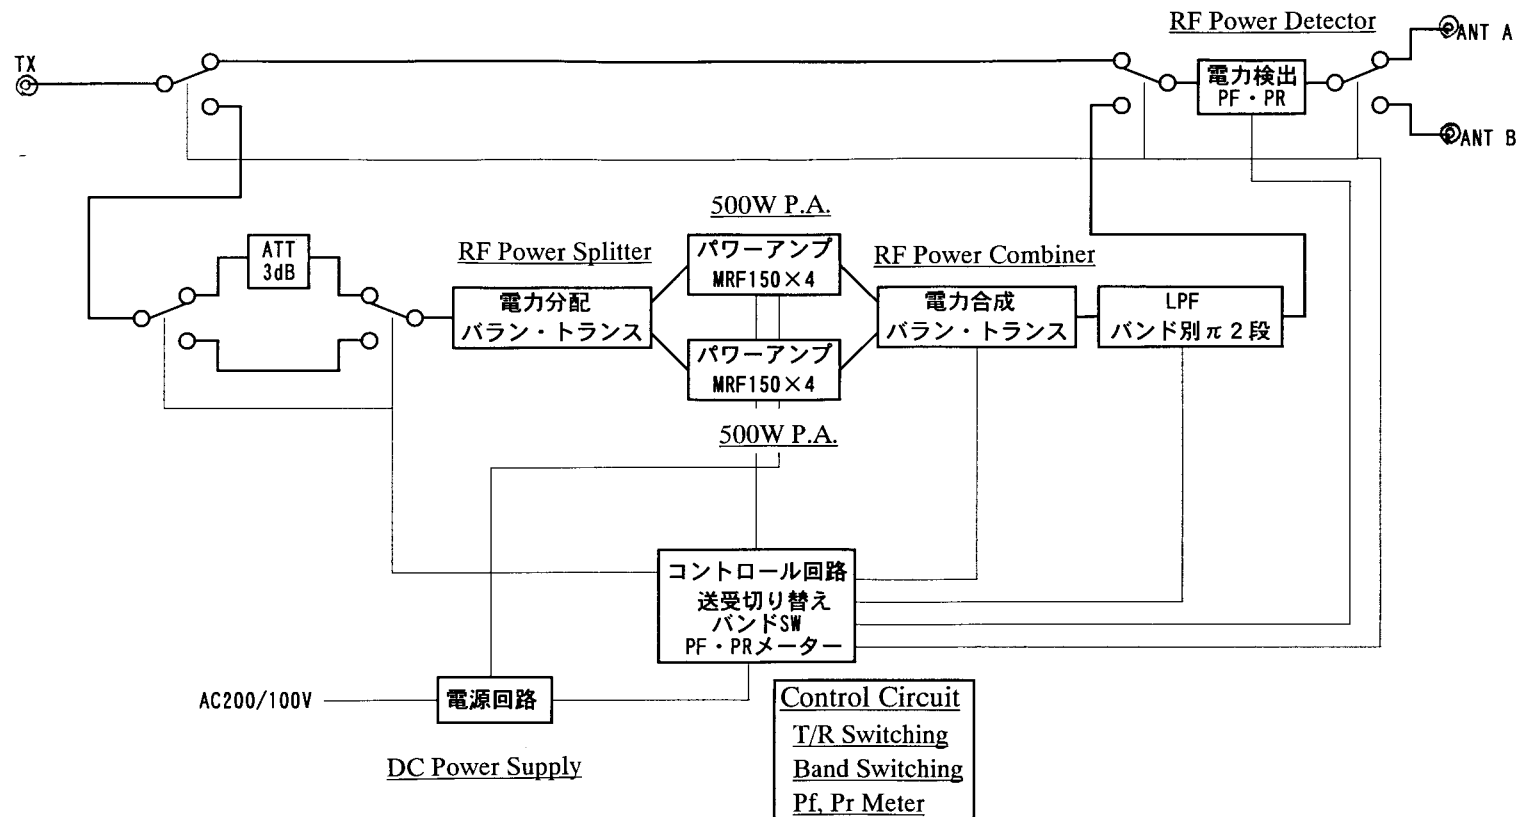 RF Power Detector
ANT A
TX
電力検出
PF・PR
ANT B
500W P.A.
ATT
3dB
RF Power Splitter
パワーアンプ
MRF150×4
RF Power Combiner
電力分配
バラン・トランス
電力合成
バラン・トランス
LPF
バンド別π2段
パワーアンプ
MRF150×4
500W P.A.
コントロール回路
送受切り替え
バンドSW
PF・PRメーター
AC200/100V
電源回路
Control Circuit
T/R Switching
DC Power Supply
Band Switching
Pf, Pr Meter